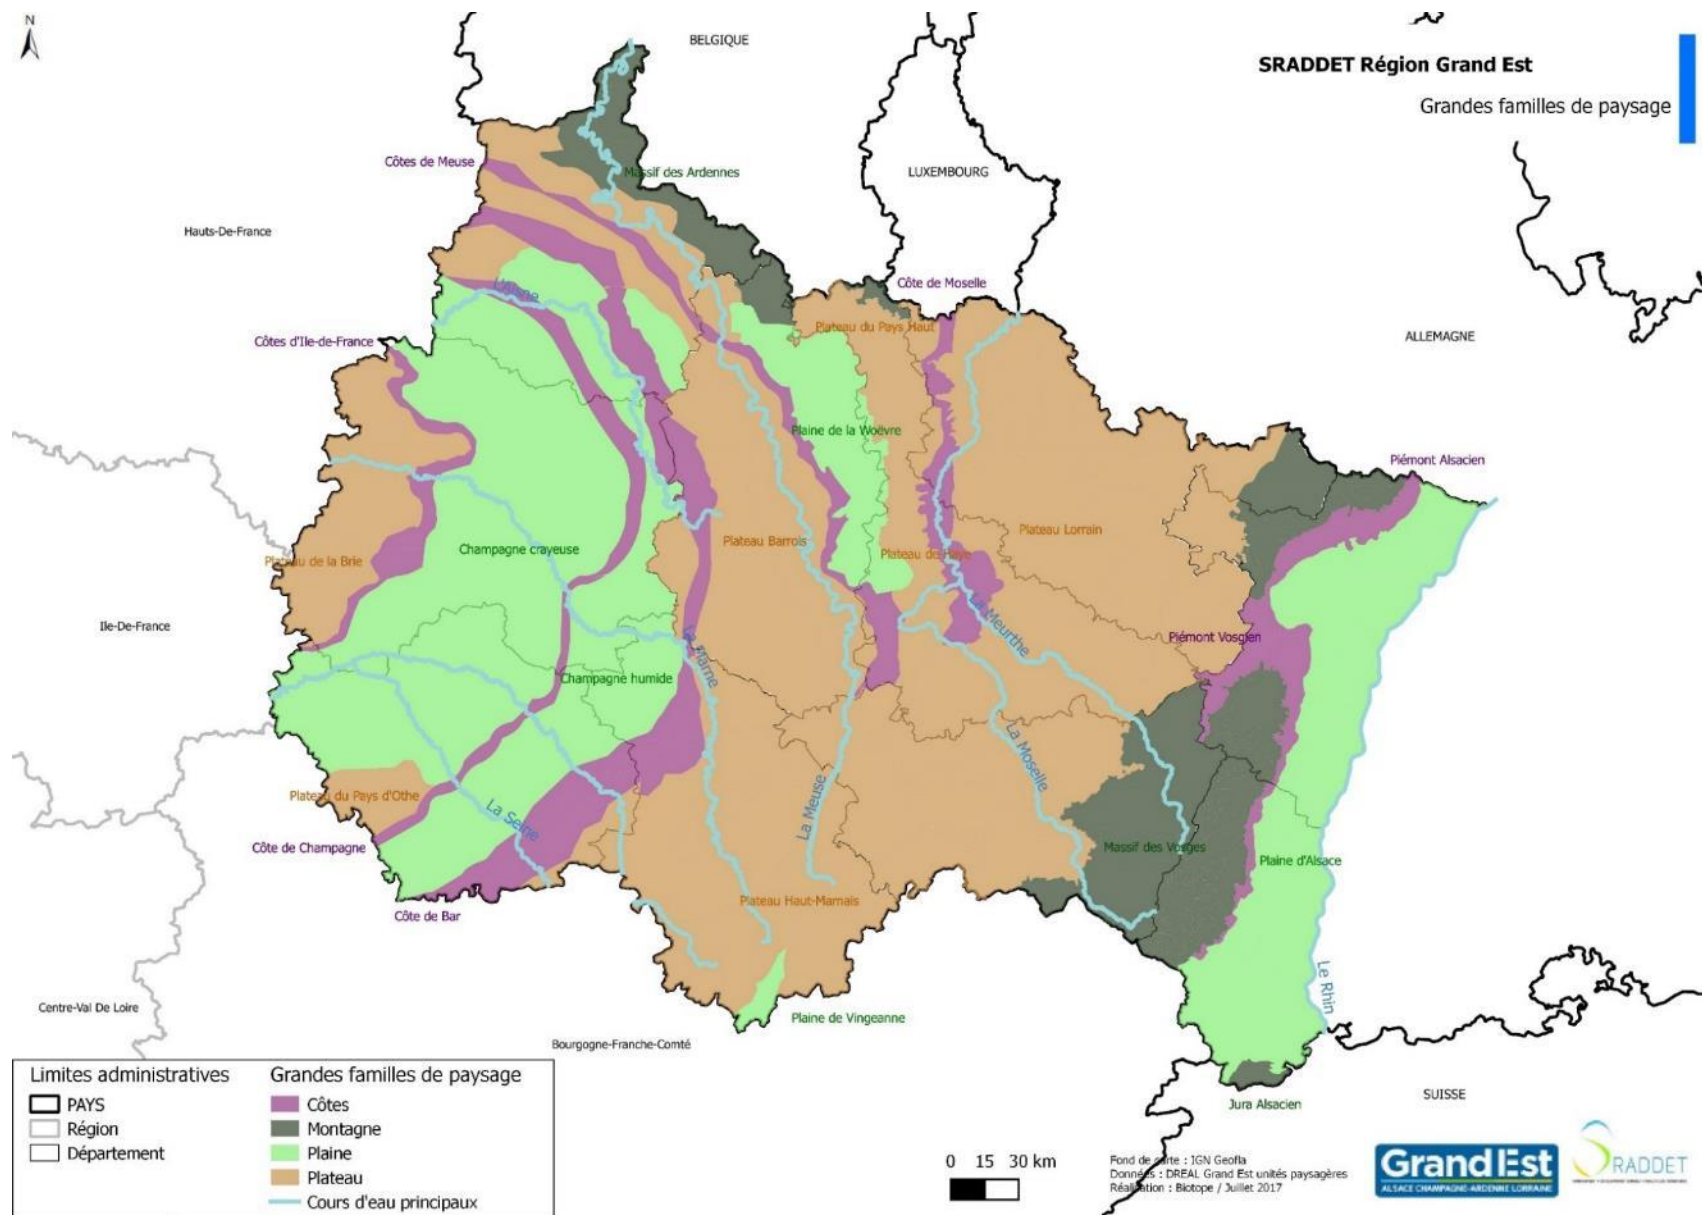 N
BELGIQUE
SRADDET Région Grand Est
Grandes familles de paysage
Côtes de Meuse
Massif des Ardennes
LUXEMBOURG
Hauts-De-France
L'Aisne
Côte de Moselle
Plateau du Pays Haut
Côtes d'Ile-de-France
ALLEMAGNE
Plaine de la Woëvre
Piémont Alsacien
Plateau Lorrain
Plateau Barrois
Champagne crayeuse
Plateau de la Brie
Plateau de Haye
La Meurthe
Ile-De-France
Piémont Vosgien
La Marne
Champagne humide
La Moselle
La Meuse
Plateau du Pays d'Othe
La Seine
Côte de Champagne
Massif des Vosges
Plaine d'Alsace
Plateau Haut-Marnais
Côte de Bar
Le Rhin
Centre-Val De Loire
Plaine de Vingeanne
Bourgogne-Franche-Comté
SUISSE
Jura Alsacien
Limites administratives
PAYS
Région
Département
Grandes familles de paysage
Côtes
Montagne
Plaine
Plateau
Cours d'eau principaux
0 15 30 km
Fond de carte : IGN Geofla
Données : DREAL Grand Est unités paysagères
Réalisation : Biotope / Juillet 2017
GrandEst
ALSACE CHAMPAGNE-ARDENNE LORRAINE
SRADDET